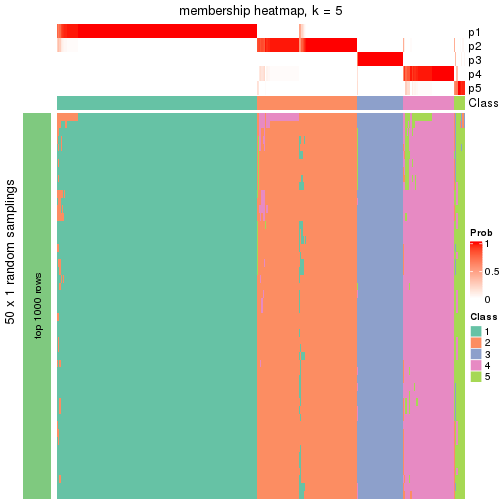 membership heatmap, k = 5
p1
p2
p3
p4
p5
Class
50 x 1 random samplings
top 1000 rows
Prob
1
0.5
0
Class
1
2
3
4
5